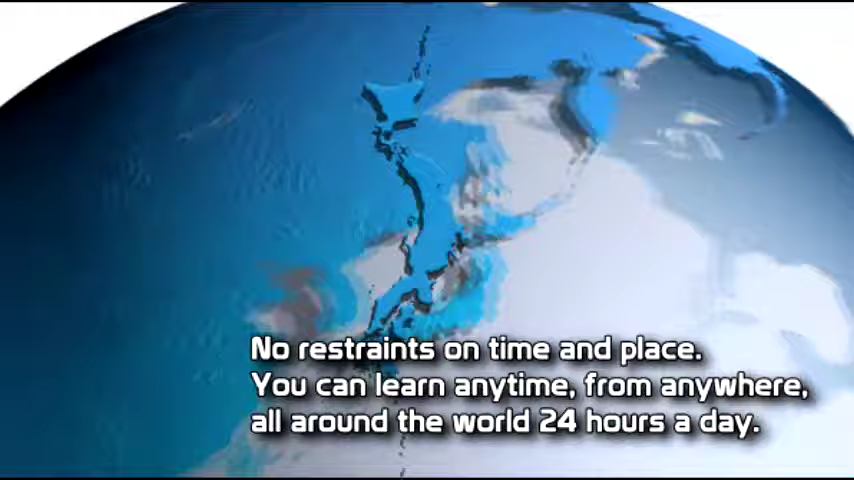 No restraints on time and place.
You can learn anytime, from anywhere,
all around the world 24 hours a day.